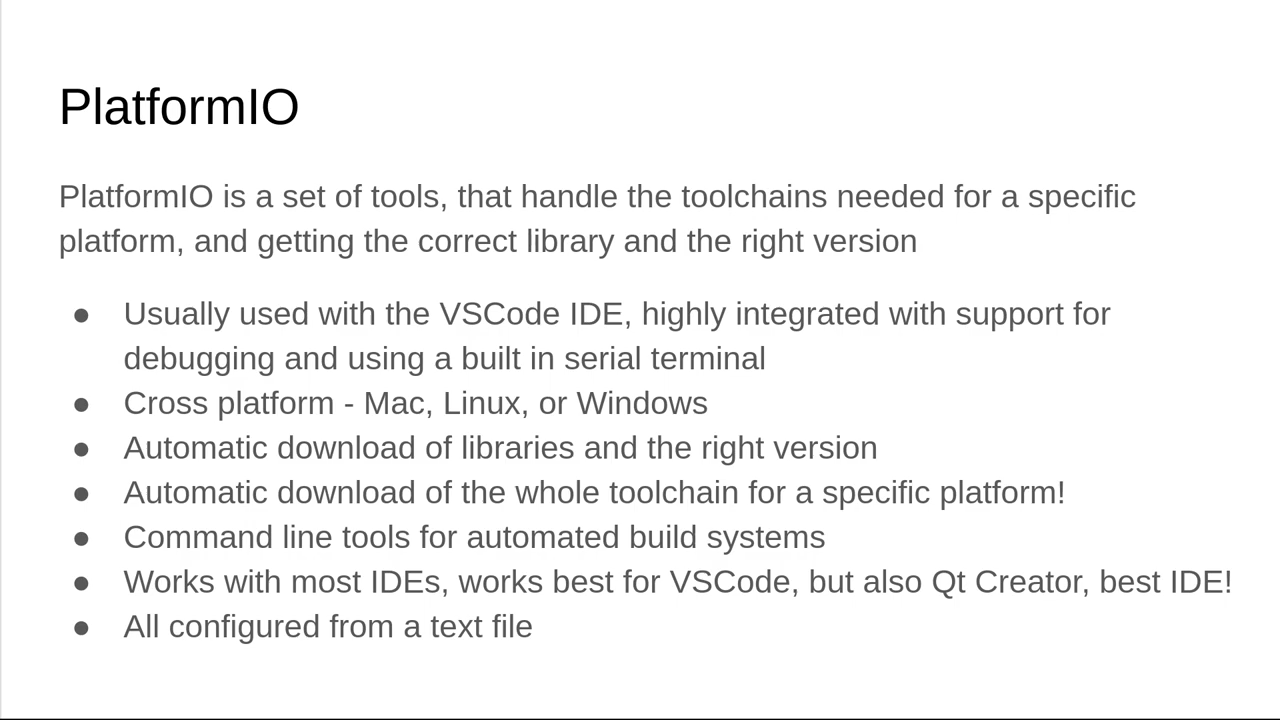 PlatformIO
PlatformIO is a set of tools, that handle the toolchains needed for a specific
platform, and getting the correct library and the right version
● Usually used with the VSCode IDE, highly integrated with support for
debugging and using a built in serial terminal
● Cross platform - Mac, Linux, or Windows
● Automatic download of libraries and the right version
● Automatic download of the whole toolchain for a specific platform!
● Command line tools for automated build systems
● Works with most IDEs, works best for VSCode, but also Qt Creator, best IDE!
● All configured from a text file